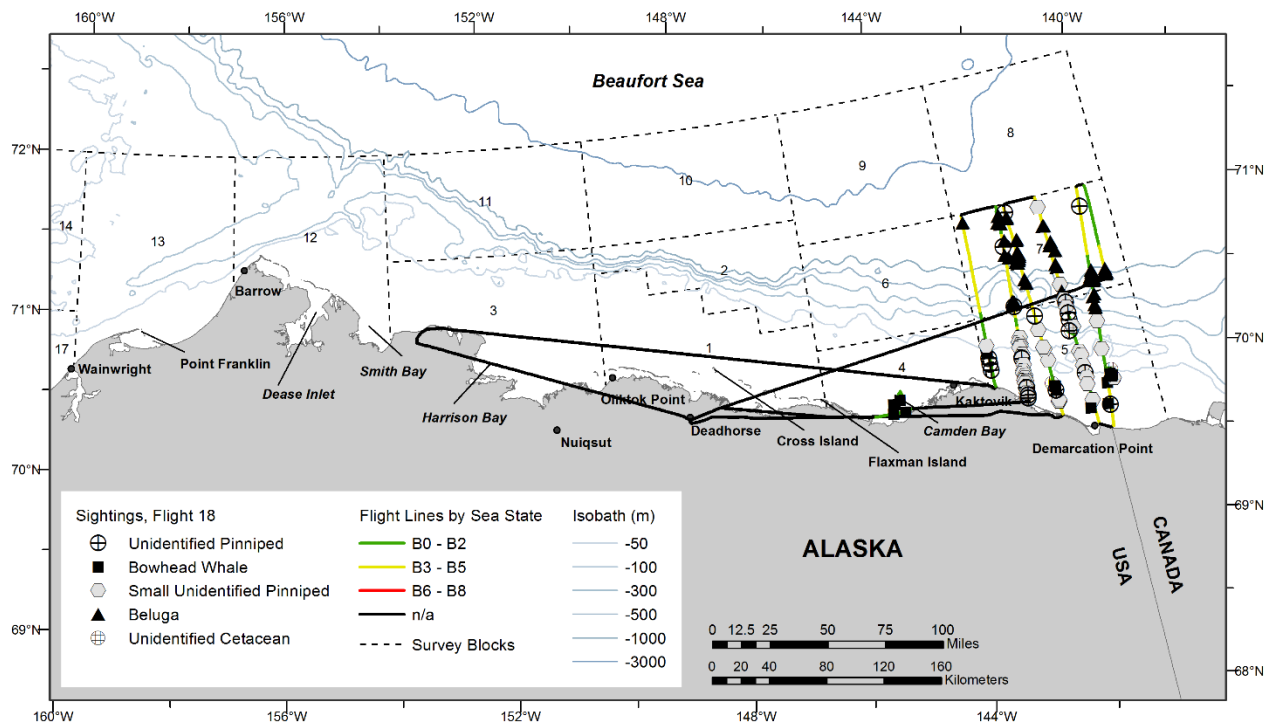 160°W 156°W 152°W 148°W 144°W 140°W
Beaufort Sea
72°N
71°N
8
9
10
11
14
13
12
7
2
6
71°N
Barrow
3
70°N
17
Point Franklin
1
5
Wainwright
Smith Bay
4
Dease Inlet
Oliktok Point
Kaktovik
Harrison Bay
Deadhorse
Camden Bay
Nuiqsut
Cross Island
Demarcation Point
Flaxman Island
70°N
69°N
Sightings, Flight 18
Unidentified Pinniped
Bowhead Whale
Small Unidentified Pinniped
Beluga
Unidentified Cetacean
Flight Lines by Sea State
B0 - B2
B3 - B5
B6 - B8
n/a
Survey Blocks
Isobath (m)
-50
-100
-300
-500
-1000
-3000
ALASKA
CANADA
USA
0 12.5 25 50 75 100
Miles
0 20 40 80 120 160
Kilometers
69°N
68°N
160°W 156°W 152°W 148°W 144°W